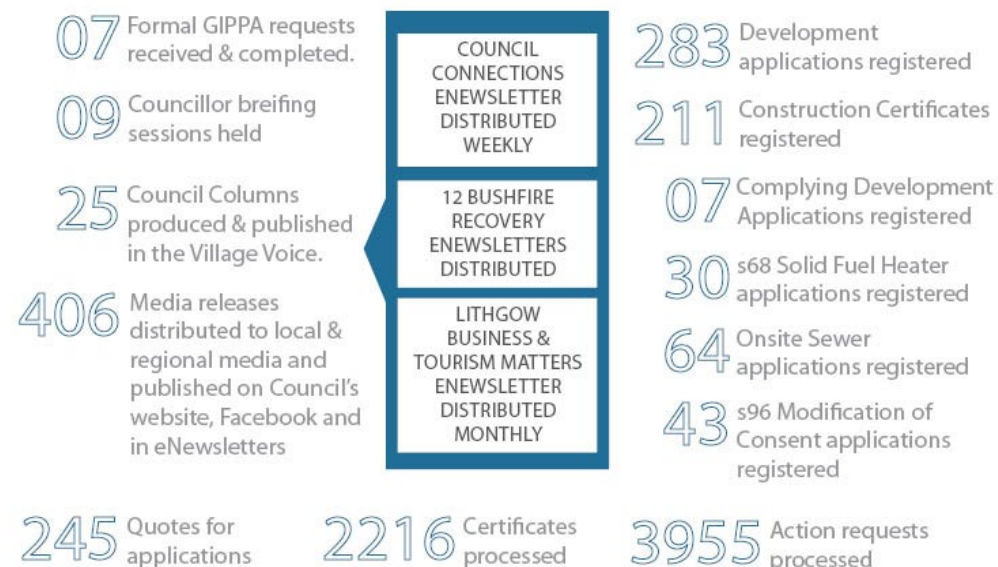 07 Formal GIPPA requests
received & completed.
09 Councillor breifing
sessions held
25 Council Columns
produced & published
in the Village Voice.
406 Media releases
distributed to local &
regional media and
published on Council's
website, Facebook and
in eNewsletters
COUNCIL
CONNECTIONS
ENEWSLETTER
DISTRIBUTED
WEEKLY
12 BUSHFIRE
RECOVERY
ENEWSLETTERS
DISTRIBUTED
LITHGOW
BUSINESS &
TOURISM MATTERS
ENEWSLETTER
DISTRIBUTED
MONTHLY
283 Development
applications registered
211 Construction Certificates
registered
07 Complying Development
Applications registered
30 s68 Solid Fuel Heater
applications registered
64 Onsite Sewer
applications registered
43 s96 Modification of
Consent applications
registered
245 Quotes for
applications
2216 Certificates
processed
3955 Action requests
processed